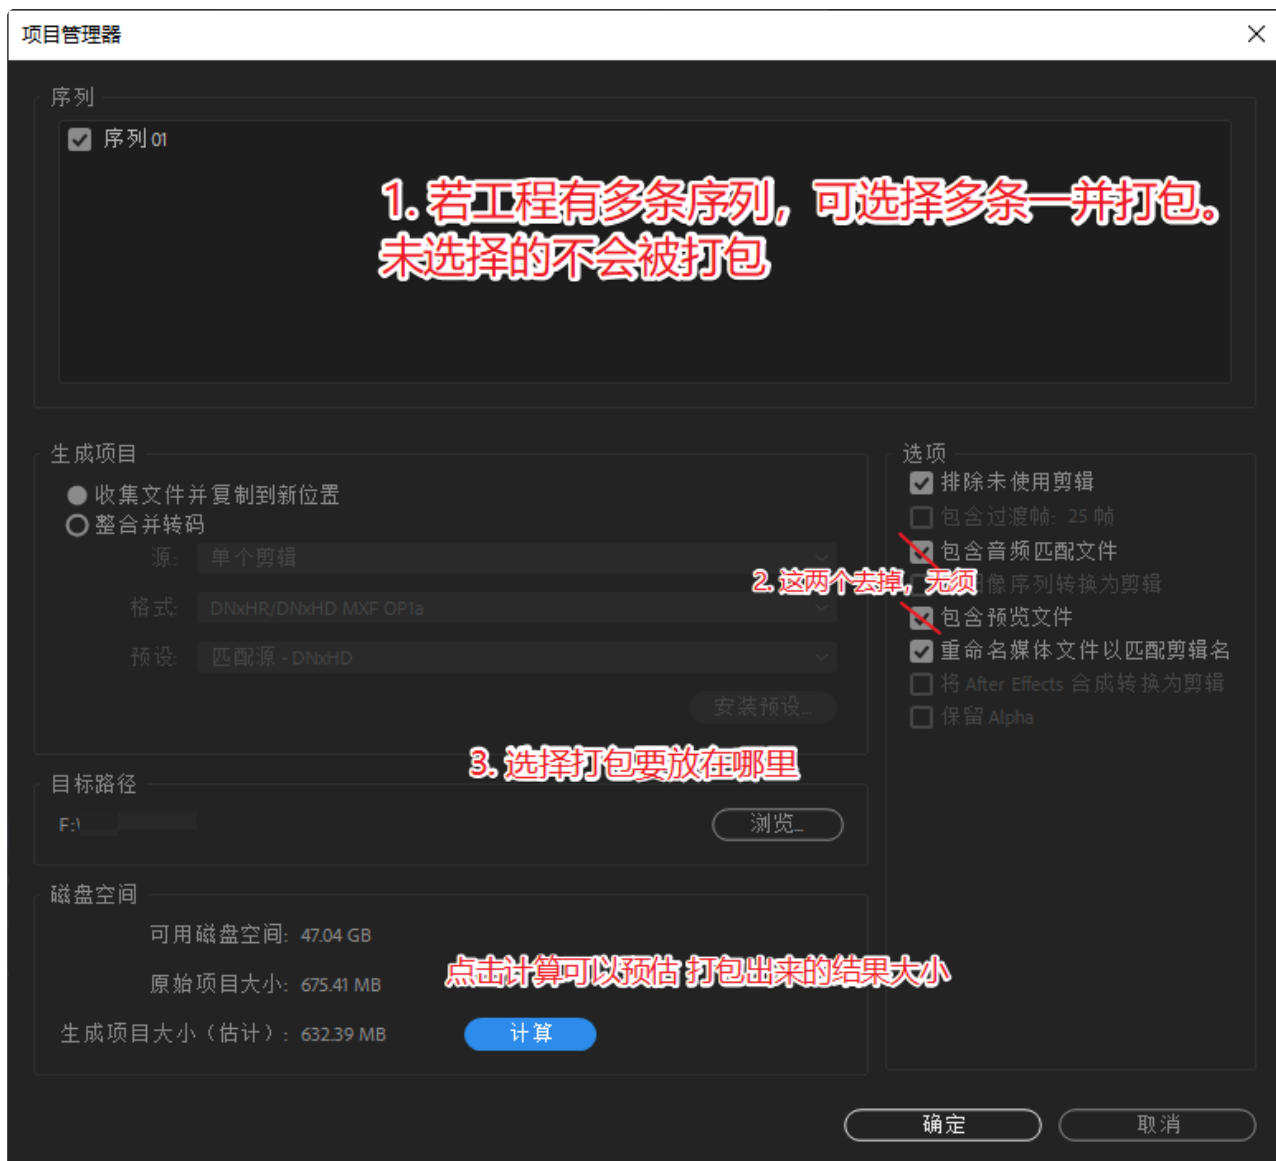 项目管理器
序列
序列 01
1. 若工程有多条序列，可选择多条一并打包。
未选择的不会被打包
生成项目
收集文件并复制到新位置
整合并转码
源: 单个剪辑
格式: DNxHR/DNxHD MXF OP1a
预设: 匹配源 - DNxHD
安装预设...
选项
排除未使用剪辑
包含过渡帧: 25 帧
包含音频匹配文件
2. 这两个去掉，无须
像序列转换为剪辑
包含预览文件
重命名媒体文件以匹配剪辑名
将 After Effects 合成转换为剪辑
保留 Alpha
3. 选择打包要放在哪里
目标路径
F:\
浏览...
磁盘空间
可用磁盘空间: 47.04 GB
原始项目大小: 675.41 MB
点击计算可以预估 打包出来的结果大小
生成项目大小（估计）: 632.39 MB
计算
确定
取消